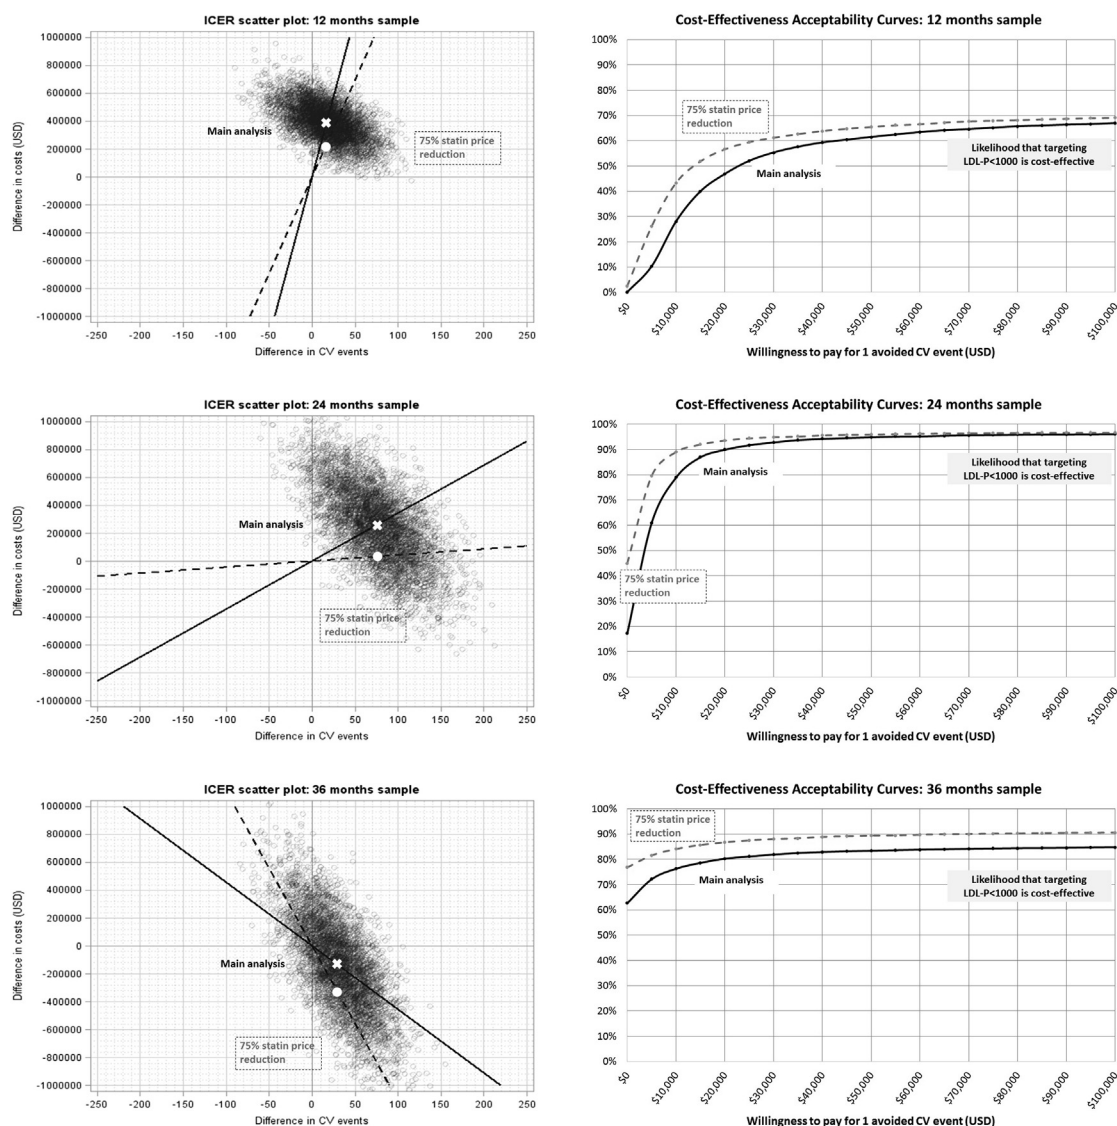 ICER scatter plot: 12 months sample
Difference in costs (USD)
1000000
800000
600000
400000
200000
0
-200000
-400000
-600000
-800000
-1000000
Main analysis
75% statin price
reduction
-250 -200 -150 -100 -50 0 50 100 150 200 250
Difference in CV events
Cost-Effectiveness Acceptability Curves: 12 months sample
100%
90%
80%
70%
60%
50%
40%
30%
20%
10%
0%
75% statin price
reduction
Main analysis
Likelihood that targeting
LDL-P<1000 is cost-effective
$0 $10,000 $20,000 $30,000 $40,000 $50,000 $60,000 $70,000 $80,000 $90,000 $100,000
Willingness to pay for 1 avoided CV event (USD)
ICER scatter plot: 24 months sample
Difference in costs (USD)
1000000
800000
600000
400000
200000
0
-200000
-400000
-600000
-800000
-1000000
Main analysis
75% statin price
reduction
-250 -200 -150 -100 -50 0 50 100 150 200 250
Difference in CV events
Cost-Effectiveness Acceptability Curves: 24 months sample
100%
90%
80%
70%
60%
50%
40%
30%
20%
10%
0%
Main analysis
Likelihood that targeting
LDL-P<1000 is cost-effective
75% statin price
reduction
$0 $10,000 $20,000 $30,000 $40,000 $50,000 $60,000 $70,000 $80,000 $90,000 $100,000
Willingness to pay for 1 avoided CV event (USD)
ICER scatter plot: 36 months sample
Difference in costs (USD)
1000000
800000
600000
400000
200000
0
-200000
-400000
-600000
-800000
-1000000
Main analysis
75% statin price
reduction
-250 -200 -150 -100 -50 0 50 100 150 200 250
Difference in CV events
Cost-Effectiveness Acceptability Curves: 36 months sample
100%
90%
80%
70%
60%
50%
40%
30%
20%
10%
0%
75% statin price
reduction
Main analysis
Likelihood that targeting
LDL-P<1000 is cost-effective
$0 $10,000 $20,000 $30,000 $40,000 $50,000 $60,000 $70,000 $80,000 $90,000 $100,000
Willingness to pay for 1 avoided CV event (USD)